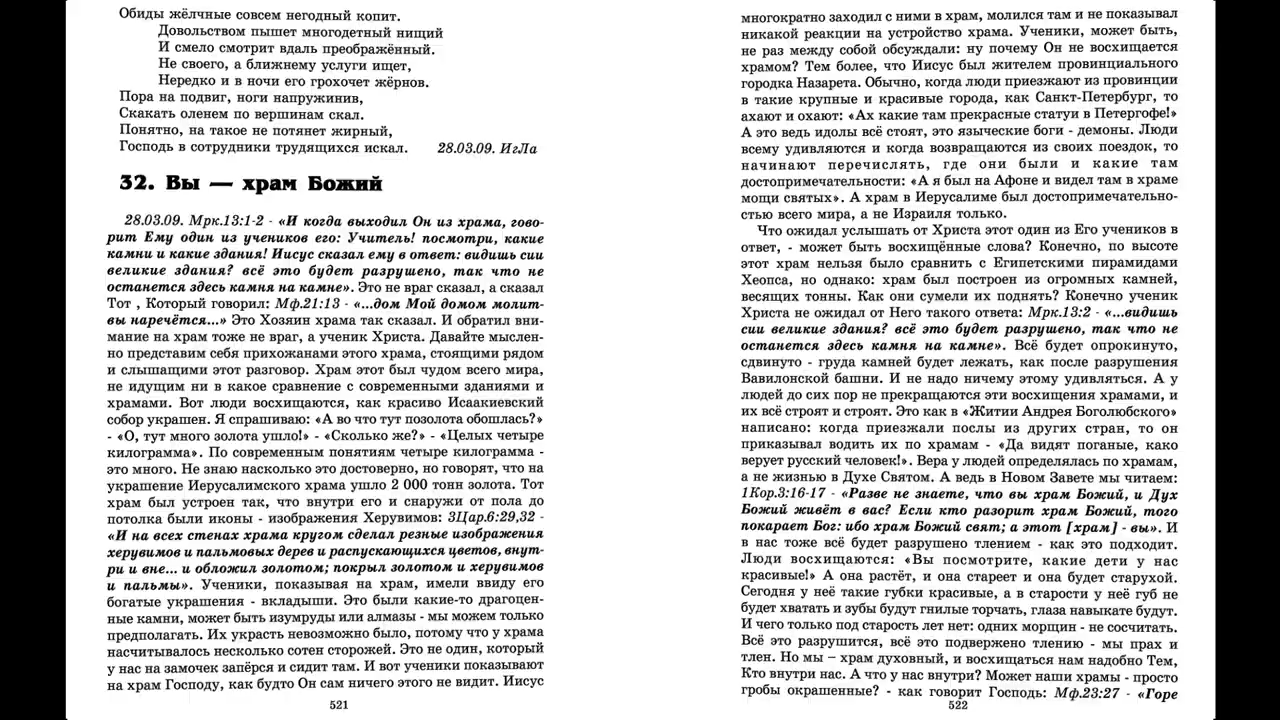 Обиды жёлчные совсем негодный копит.
Довольством пышет многодетный нищий
И смело смотрит вдаль преображённый.
Не своего, а ближнему услуги ищет,
Нередко и в ночи его грохочет жёрнов.
Пора на подвиг, ноги напружинив,
Скакать оленем по вершинам скал.
Понятно, на такое не потянет жирный,
Господь в сотрудники трудящихся искал. 28.03.09. ИгЛа
32. Вы — храм Божий
28.03.09. Мрк.13:1-2 - «И когда выходил Он из храма, гово-
рит Ему один из учеников его: Учитель! посмотри, какие
камни и какие здания! Иисус сказал ему в ответ: видишь сии
великие здания? всё это будет разрушено, так что не
останется здесь камня на камне». Это не враг сказал, а сказал
Тот , Который говорил: Мф.21:13 - «...дом Мой домом молит-
вы наречётся...» Это Хозяин храма так сказал. И обратил вни-
мание на храм тоже не враг, а ученик Христа. Давайте мыслен-
но представим себя прихожанами этого храма, стоящими рядом
и слышащими этот разговор. Храм этот был чудом всего мира,
не идущим ни в какое сравнение с современными зданиями и
храмами. Вот люди восхищаются, как красиво Исаакиевский
собор украшен. Я спрашиваю: «А во что тут позолота обошлась?»
- «О, тут много золота ушло!» - «Сколько же?» - «Целых четыре
килограмма». По современным понятиям четыре килограмма -
это много. Не знаю насколько это достоверно, но говорят, что на
украшение Иерусалимского храма ушло 2 000 тонн золота. Тот
храм был устроен так, что внутри его и снаружи от пола до
потолка были иконы - изображения Херувимов: 3Цар.6:29,32 -
«И на всех стенах храма кругом сделал резные изображения
херувимов и пальмовых дерев и распускающихся цветов, внут-
ри и вне... и обложил золотом; покрыл золотом и херувимов
и пальмы». Ученики, показывая на храм, имели ввиду его
богатые украшения - вкладыши. Это были какие-то драгоцен-
ные камни, может быть изумруды или алмазы - мы можем только
предполагать. Их украсть невозможно было, потому что у храма
насчитывалось несколько сотен сторожей. Это не один, который
у нас на замочек запёрся и сидит там. И вот ученики показывают
на храм Господу, как будто Он сам ничего этого не видит. Иисус
521
многократно заходил с ними в храм, молился там и не показывал
никакой реакции на устройство храма. Ученики, может быть,
не раз между собой обсуждали: ну почему Он не восхищается
храмом? Тем более, что Иисус был жителем провинциального
городка Назарета. Обычно, когда люди приезжают из провинции
в такие крупные и красивые города, как Санкт-Петербург, то
ахают и охают: «Ах какие там прекрасные статуи в Петергофе!»
А это ведь идолы всё стоят, это языческие боги - демоны. Люди
всему удивляются и когда возвращаются из своих поездок, то
начинают перечислять, где они были и какие там
достопримечательности: «А я был на Афоне и видел там в храме
мощи святых». А храм в Иерусалиме был достопримечательно-
стью всего мира, а не Израиля только.
Что ожидал услышать от Христа этот один из Его учеников в
ответ, - может быть восхищённые слова? Конечно, по высоте
этот храм нельзя было сравнить с Египетскими пирамидами
Хеопса, но однако: храм был построен из огромных камней,
весящих тонны. Как они сумели их поднять? Конечно ученик
Христа не ожидал от Него такого ответа: Мрк.13:2 - «...видишь
сии великие здания? всё это будет разрушено, так что не
останется здесь камня на камне». Всё будет опрокинуто,
сдвинуто - груда камней будет лежать, как после разрушения
Вавилонской башни. И не надо ничему этому удивляться. А у
людей до сих пор не прекращаются эти восхищения храмами, и
их всё строят и строят. Это как в «Житии Андрея Боголюбского»
написано: когда приезжали послы из других стран, то он
приказывал водить их по храмам - «Да видят поганые, како
верует русский человек!». Вера у людей определялась по храмам,
а не жизнью в Духе Святом. А ведь в Новом Завете мы читаем:
1Кор.3:16-17 - «Разве не знаете, что вы храм Божий, и Дух
Божий живёт в вас? Если кто разорит храм Божий, того
покарает Бог: ибо храм Божий свят; а этот [храм] - вы». И
в нас тоже всё будет разрушено тлением - как это подходит.
Люди восхищаются: «Вы посмотрите, какие дети у нас
красивые!» А она растёт, и она стареет и она будет старухой.
Сегодня у неё такие губки красивые, а в старости у неё губ не
будет хватать и зубы будут гнилые торчать, глаза навыкате будут.
И чего только под старость лет нет: одних морщин - не сосчитать.
Всё это разрушится, всё это подвержено тлению - мы прах и
тлен. Но мы – храм духовный, и восхищаться нам надобно Тем,
Кто внутри нас. А что у нас внутри? Может наши храмы - просто
гробы окрашенные? - как говорит Господь: Мф.23:27 - «Горе
522